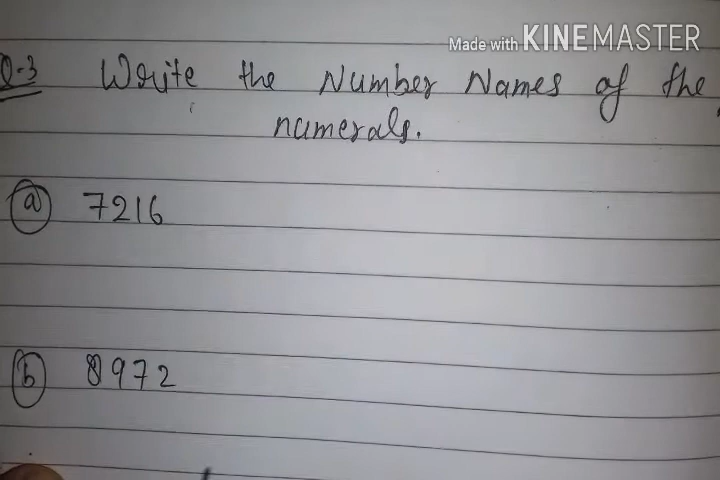 Made with KINEMASTER
Q-3 Write the Number Names of the
numerals.
a 7216
b 8972